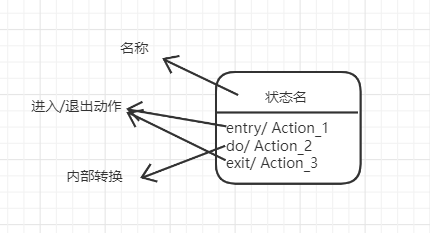 名称
状态名
进入/退出动作
entry/ Action_1
do/ Action_2
exit/ Action_3
内部转换